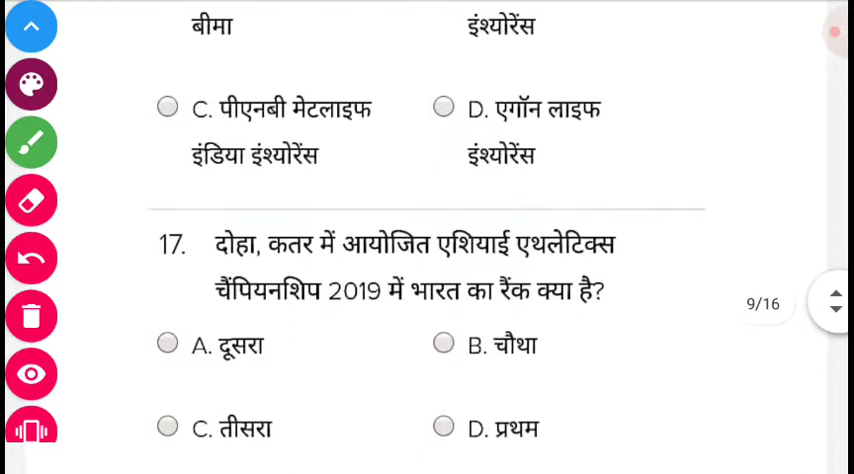 बीमा
इंश्योरेंस
C. पीएनबी मेटलाइफ
इंडिया इंश्योरेंस
D. एगॉन लाइफ
इंश्योरेंस
17. दोहा, कतर में आयोजित एशियाई एथलेटिक्स
चैंपियनशिप 2019 में भारत का रैंक क्या है?
9/16
A. दूसरा
B. चौथा
C. तीसरा
D. प्रथम